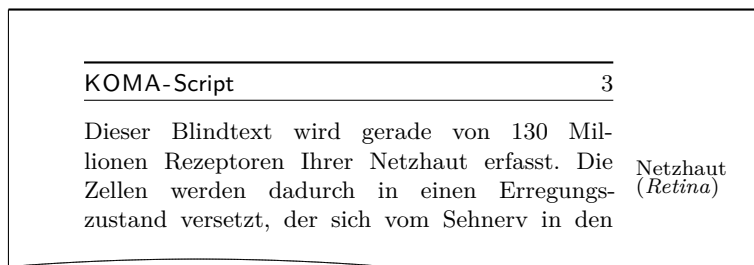 KOMA-Script 3
Dieser Blindtext wird gerade von 130 Mil-
lionen Rezeptoren Ihrer Netzhaut erfasst. Die
Zellen werden dadurch in einen Erregungs-
zustand versetzt, der sich vom Sehnerv in den
Netzhaut
(Retina)